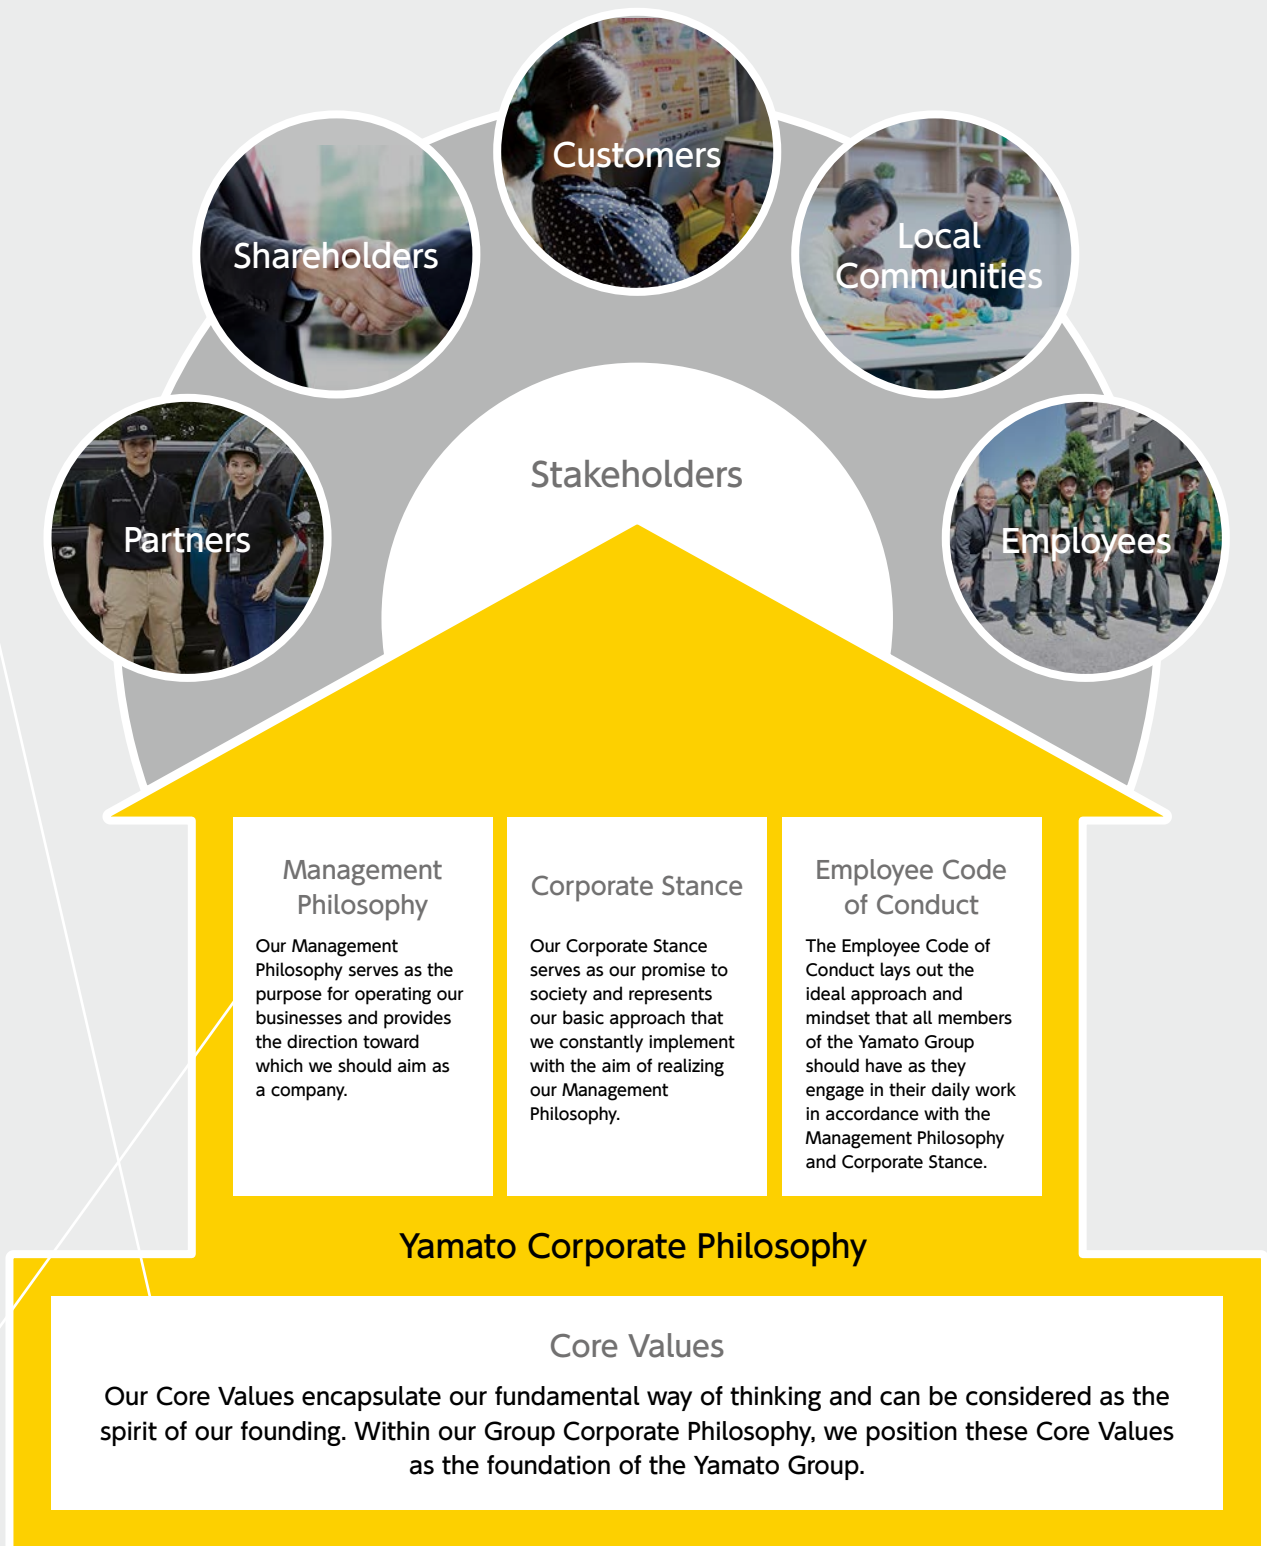 Customers
Shareholders
Local
Communities
Partners
Employees
Stakeholders
Management
Philosophy
Our Management
Philosophy serves as the
purpose for operating our
businesses and provides
the direction toward
which we should aim as
a company.
Corporate Stance
Our Corporate Stance
serves as our promise to
society and represents
our basic approach that
we constantly implement
with the aim of realizing
our Management
Philosophy.
Employee Code
of Conduct
The Employee Code of
Conduct lays out the
ideal approach and
mindset that all members
of the Yamato Group
should have as they
engage in their daily work
in accordance with the
Management Philosophy
and Corporate Stance.
Yamato Corporate Philosophy
Core Values
Our Core Values encapsulate our fundamental way of thinking and can be considered as the
spirit of our founding. Within our Group Corporate Philosophy, we position these Core Values
as the foundation of the Yamato Group.